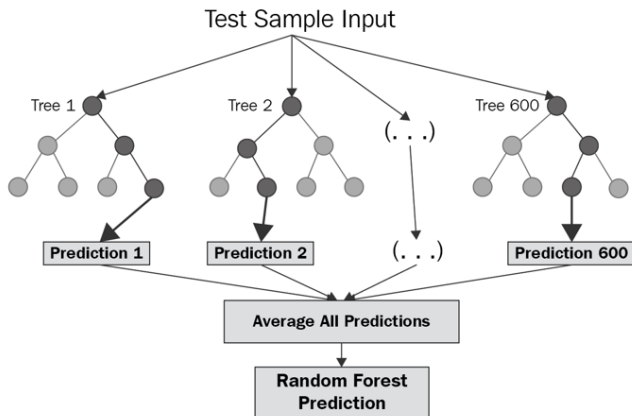 Test Sample Input
Tree 1
Tree 2
Tree 600
(. . .)
Prediction 1
Prediction 2
(. . .)
Prediction 600
Average All Predictions
Random Forest
Prediction